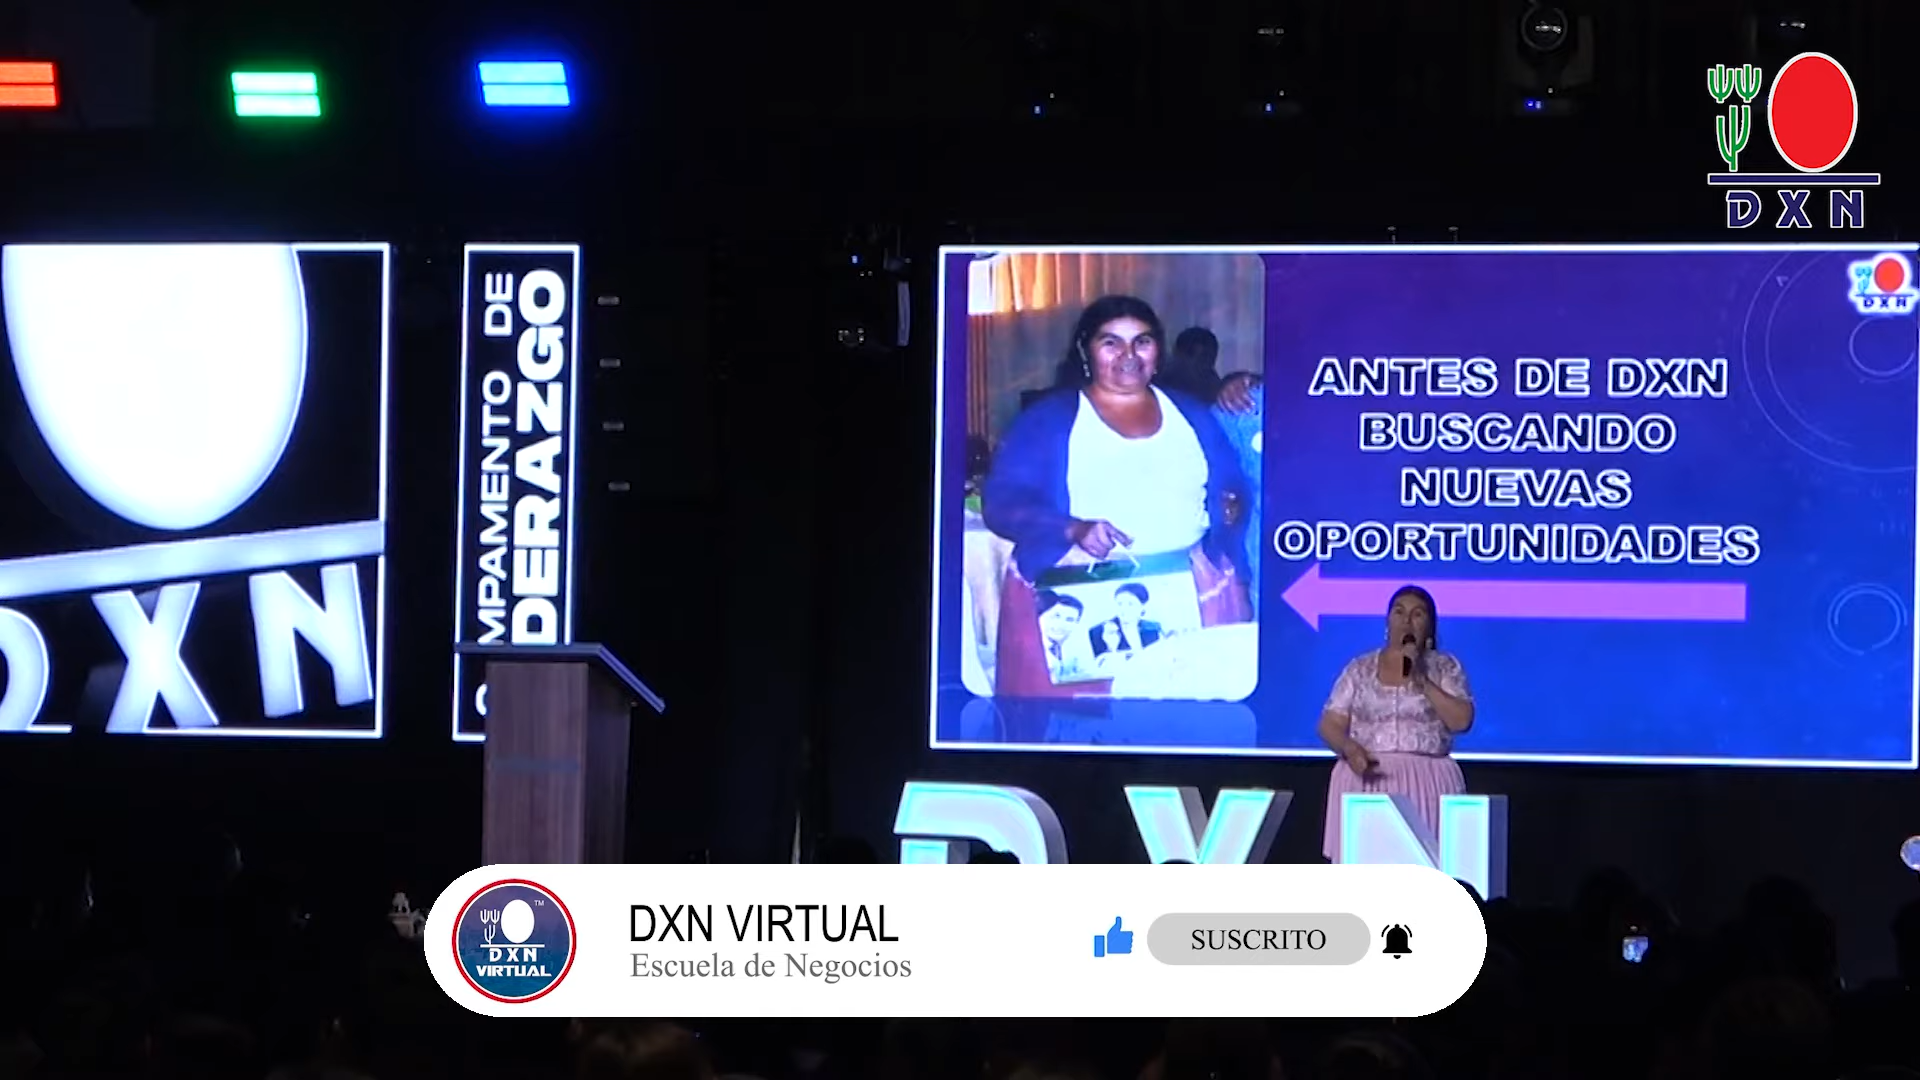 DXN
DXN
MPAMENTO DE
DERAZGO
DXN
ANTES DE DXN
BUSCANDO
NUEVAS
OPORTUNIDADES
DXN
TM
DXN
VIRTUAL
DXN VIRTUAL
Escuela de Negocios
SUSCRITO